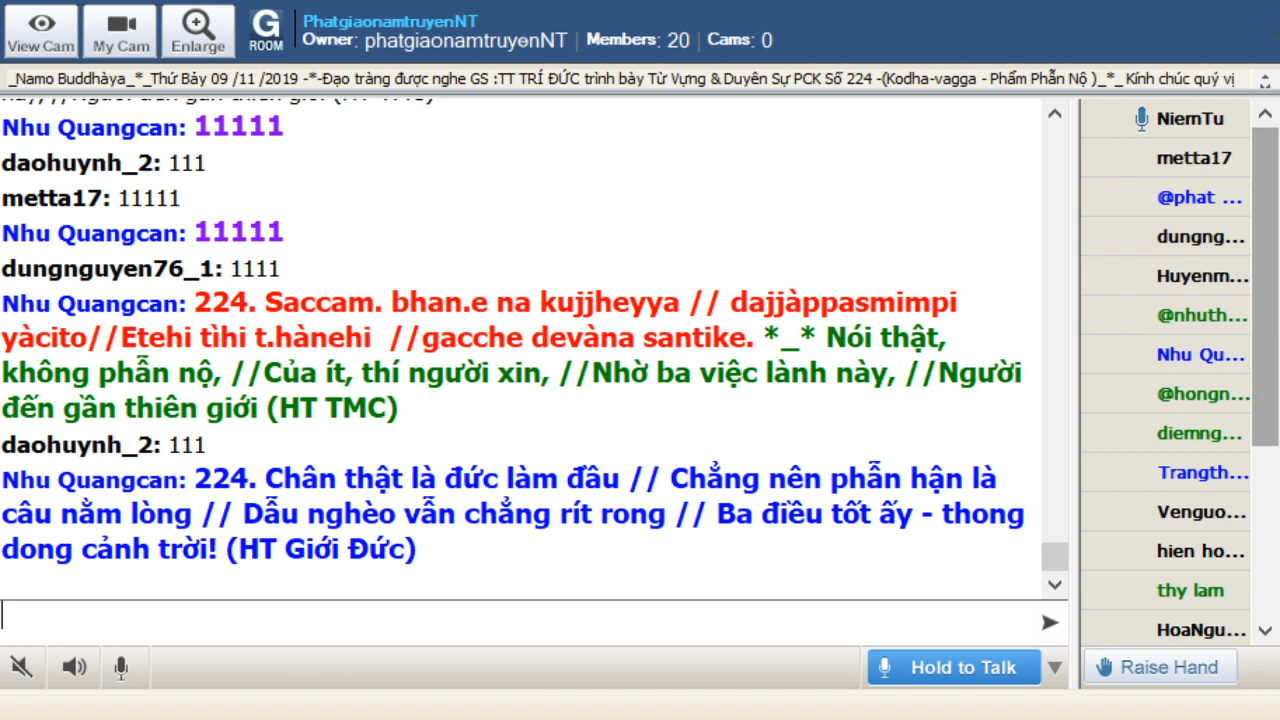 View Cam
My Cam
Enlarge
G
ROOM
PhatgiaonamtruyenNT
Owner: phatgiaonamtruyenNT | Members: 20 | Cams: 0
_Namo Buddhàya_*_Thứ Bảy 09 /11 /2019 -*-Đạo tràng được nghe GS :TT TRÍ ĐỨC trình bày Từ Vựng & Duyên Sự PCK Số 224 -(Kodha-vagga - Phẩm Phẫn Nộ )_*_ Kính chúc quý vị
Nhu Quangcan: 11111
daohuynh_2: 111
metta17: 11111
Nhu Quangcan: 11111
dungnguyen76_1: 1111
Nhu Quangcan: 224. Saccam. bhan.e na kujjheyya // dajjàppasmimpi
yàcito//Etehi tìhi t.hànehi //gacche devàna santike. *_* Nói thật,
không phẫn nộ, //Của ít, thí người xin, //Nhờ ba việc lành này, //Người
đến gần thiên giới (HT TMC)
daohuynh_2: 111
Nhu Quangcan: 224. Chân thật là đức làm đầu // Chẳng nên phẫn hận là
câu nằm lòng // Dẫu nghèo vẫn chẳng rít rong // Ba điều tốt ấy - thong
dong cảnh trời! (HT Giới Đức)
NiemTu
metta17
@phat ...
dungng...
Huyenm...
@nhuth...
Nhu Qu...
@hongn...
diemng...
Trangth...
Venguo...
hien ho...
thy lam
HoaNgu...
Hold to Talk
Raise Hand